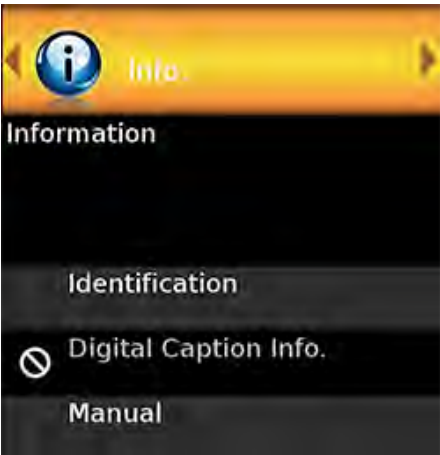 Info.
Information
Identification
Digital Caption Info.
Manual